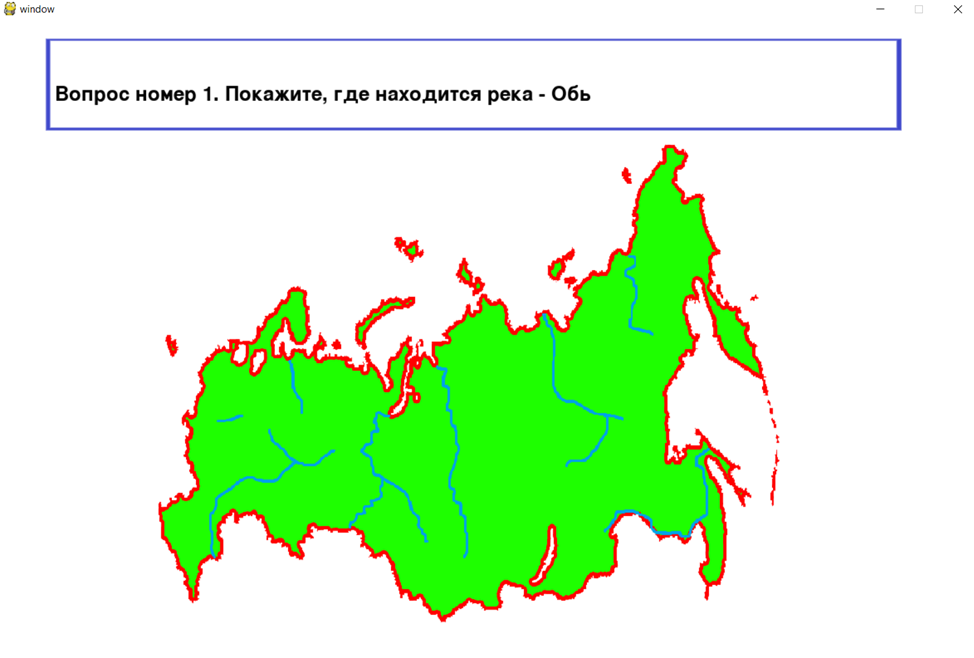 window
Вопрос номер 1. Покажите, где находится река - Обь